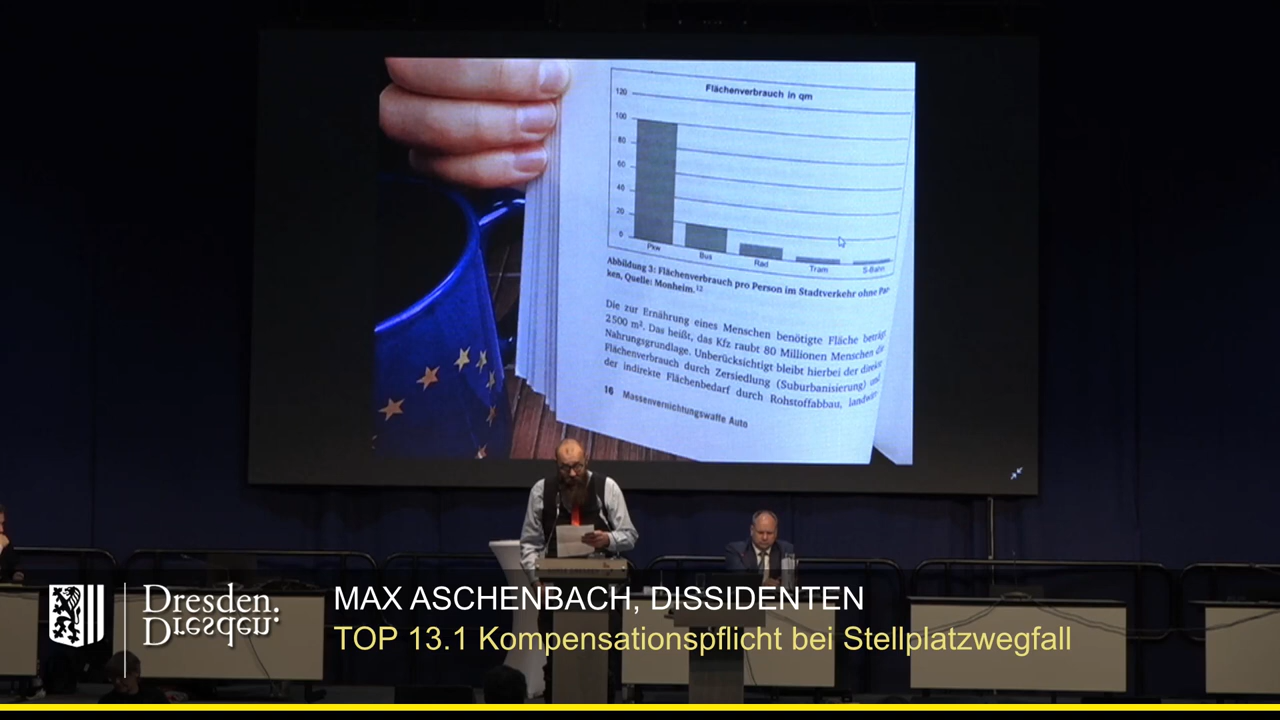 Flächenverbrauch in qm
120
100
80
60
40
20
0
Pkw Bus Rad Tram S-Bahn
Abbildung 3: Flächenverbrauch pro Person im Stadtverkehr ohne Par-
ken, Quelle: Monheim.12
Die zur Ernährung eines Menschen benötigte Fläche beträgt
2500 m². Das heißt, das Kfz raubt 80 Millionen Menschen die
Nahrungsgrundlage. Unberücksichtigt bleibt hierbei der direkte
Flächenverbrauch durch Zersiedlung (Suburbanisierung) und
der indirekte Flächenbedarf durch Rohstoffabbau,
16 Massenvernichtungswaffe Auto
Dresden.
Dresden.
MAX ASCHENBACH, DISSIDENTEN
TOP 13.1 Kompensationspflicht bei Stellplatzwegfall